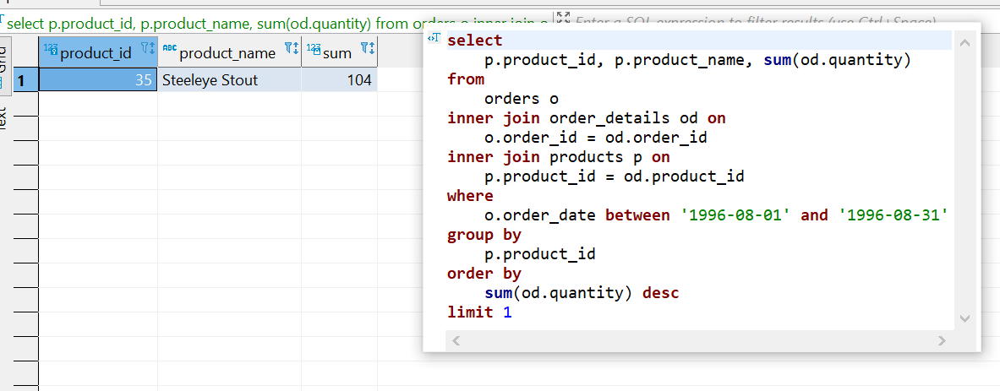 select p.product_id, p.product_name, sum(od.quantity) from orders o inner join o
Enter a SQL expression to filter results (use Ctrl+Space)
Grid
Text
123 product_id ABC product_name 123 sum
1 35 Steeleye Stout 104
T
select
p.product_id, p.product_name, sum(od.quantity)
from
orders o
inner join order_details od on
o.order_id = od.order_id
inner join products p on
p.product_id = od.product_id
where
o.order_date between '1996-08-01' and '1996-08-31'
group by
p.product_id
order by
sum(od.quantity) desc
limit 1